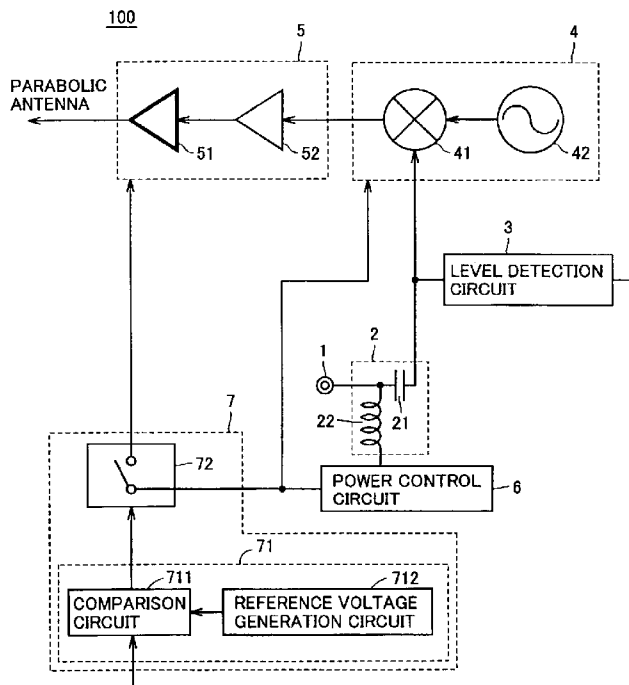 100
5
4
PARABOLIC
ANTENNA
51
52
41
42
3
LEVEL DETECTION
CIRCUIT
1
2
22
21
7
72
POWER CONTROL
CIRCUIT
6
71
711
712
COMPARISON
CIRCUIT
REFERENCE VOLTAGE
GENERATION CIRCUIT